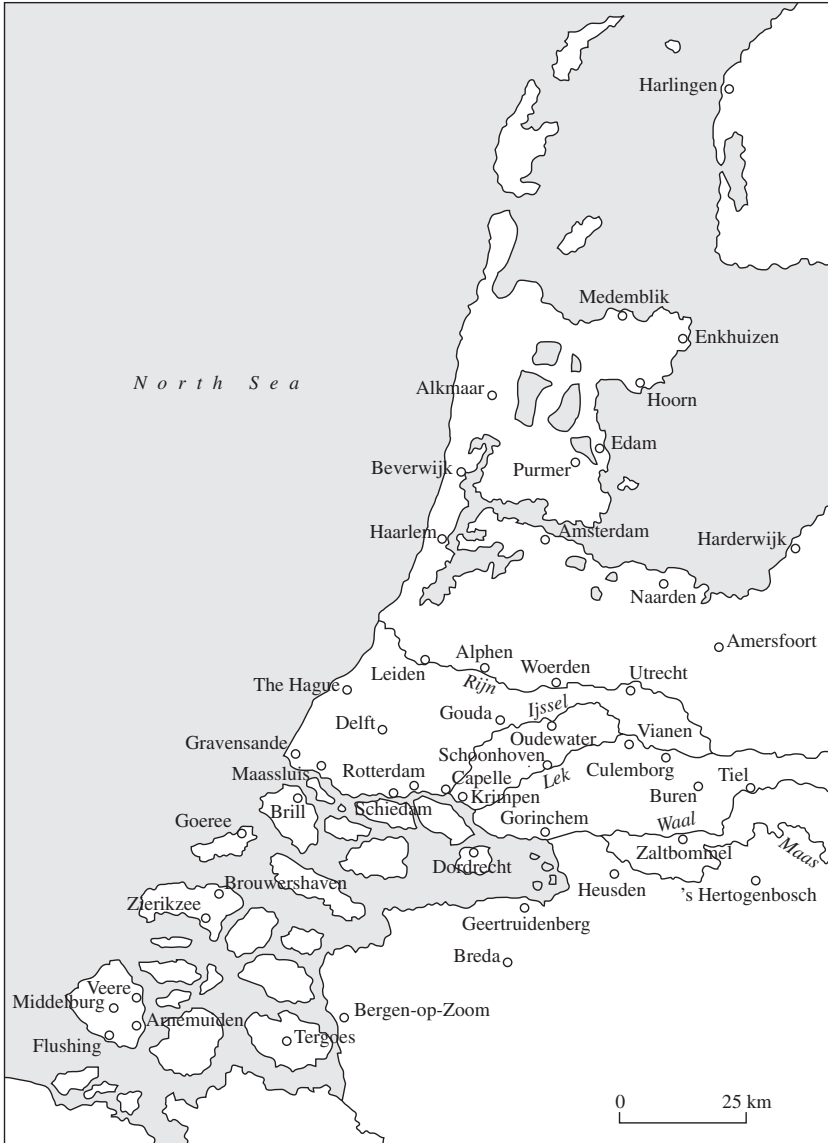 Harlingen
Medemblik
Enkhuizen
North Sea
Alkmaar
Hoorn
Edam
Beverwijk
Purmer
Haarlem
Amsterdam
Harderwijk
Naarden
Amersfoort
Alphen
Leiden
Woerden
Utrecht
The Hague
Rijn
Ijssel
Gouda
Delft
Oudewater
Vianen
Gravensande
Schoonhoven
Maassluis
Rotterdam
Capelle
Lek
Culemborg
Tiel
Krimpen
Buren
Brill
Schiedam
Goeree
Gorinchem
Waal
Zaltbommel
Maas
Dordrecht
Brouwershaven
Heusden
's Hertogenbosch
Zierikzee
Geertruidenberg
Breda
Veere
Middelburg
Bergen-op-Zoom
Arnemuiden
Flushing
Tergoes
0 25 km